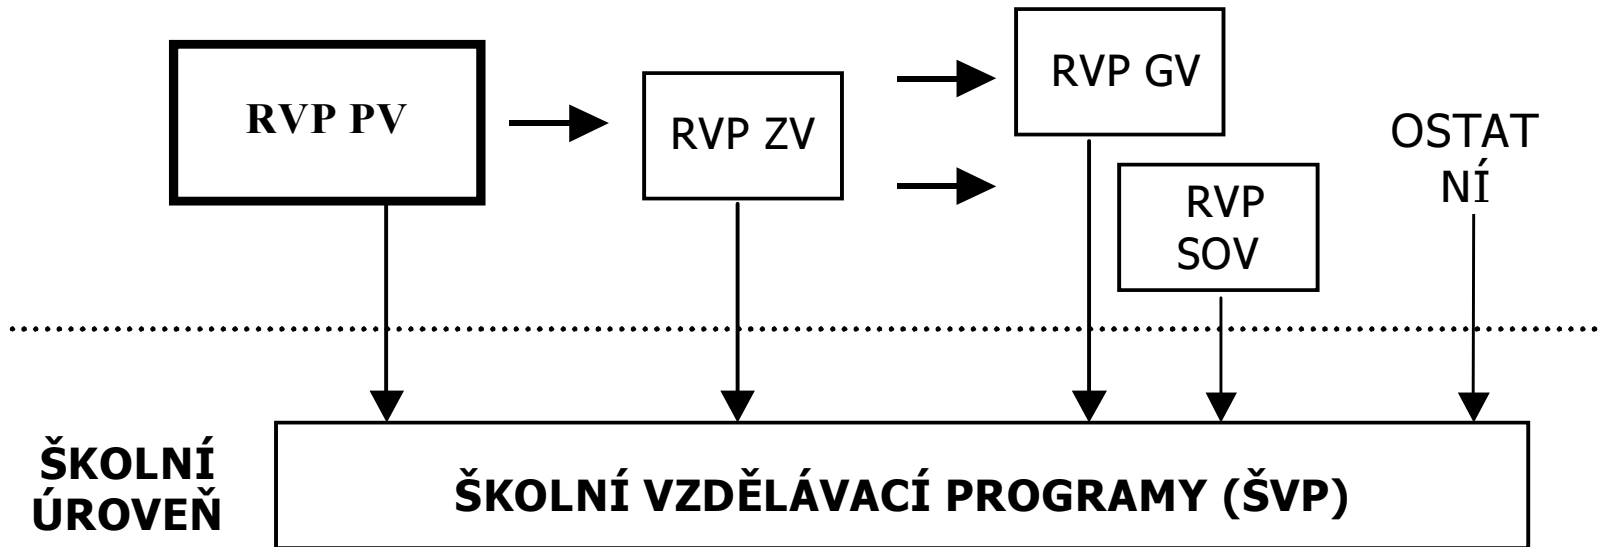 RVP PV
RVP ZV
RVP GV
RVP
SOV
OSTAT
NÍ
ŠKOLNÍ
ÚROVEŇ
ŠKOLNÍ VZDĚLÁVACÍ PROGRAMY (ŠVP)